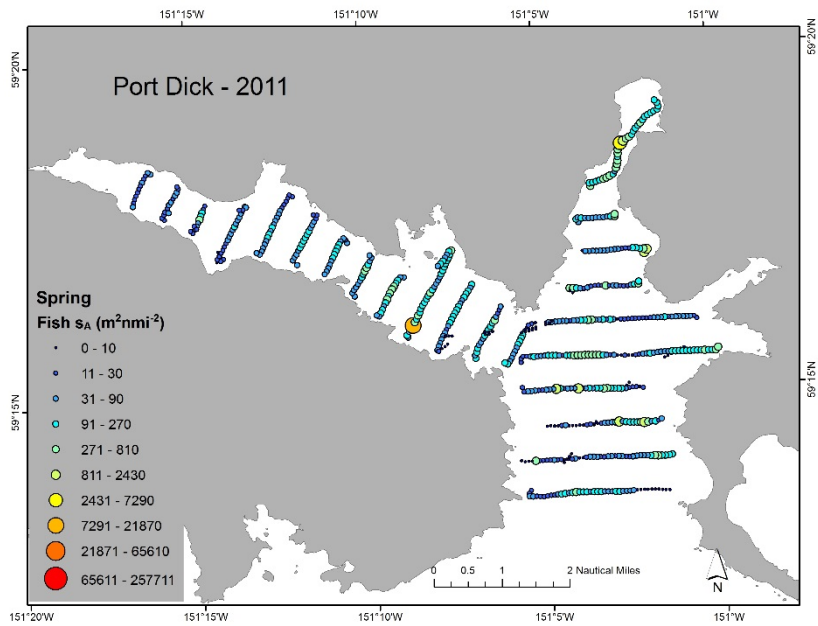 151°15'W 151°10'W 151°5'W 151°W
59°20'N
59°20'N
Port Dick - 2011
Spring
Fish sA (m²nmi⁻²)
0 - 10
11 - 30
31 - 90
91 - 270
271 - 810
811 - 2430
2431 - 7290
7291 - 21870
21871 - 65610
65611 - 257711
59°15'N
59°15'N
0 0.5 1 2 Nautical Miles
N
151°20'W 151°15'W 151°10'W 151°5'W 151°W